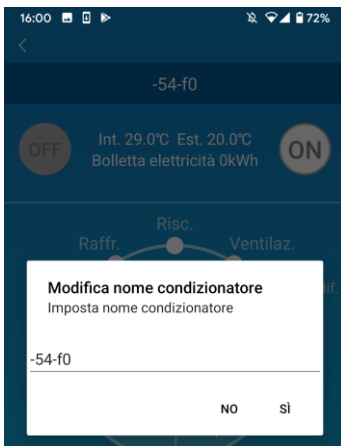 16:00 72%
-54-f0
OFF Int. 29.0°C Est. 20.0°C ON
Bolletta elettricità 0kWh
Risc.
Raffr. Ventilaz.
Modifica nome condizionatore
Imposta nome condizionatore
-54-f0
NO SÌ